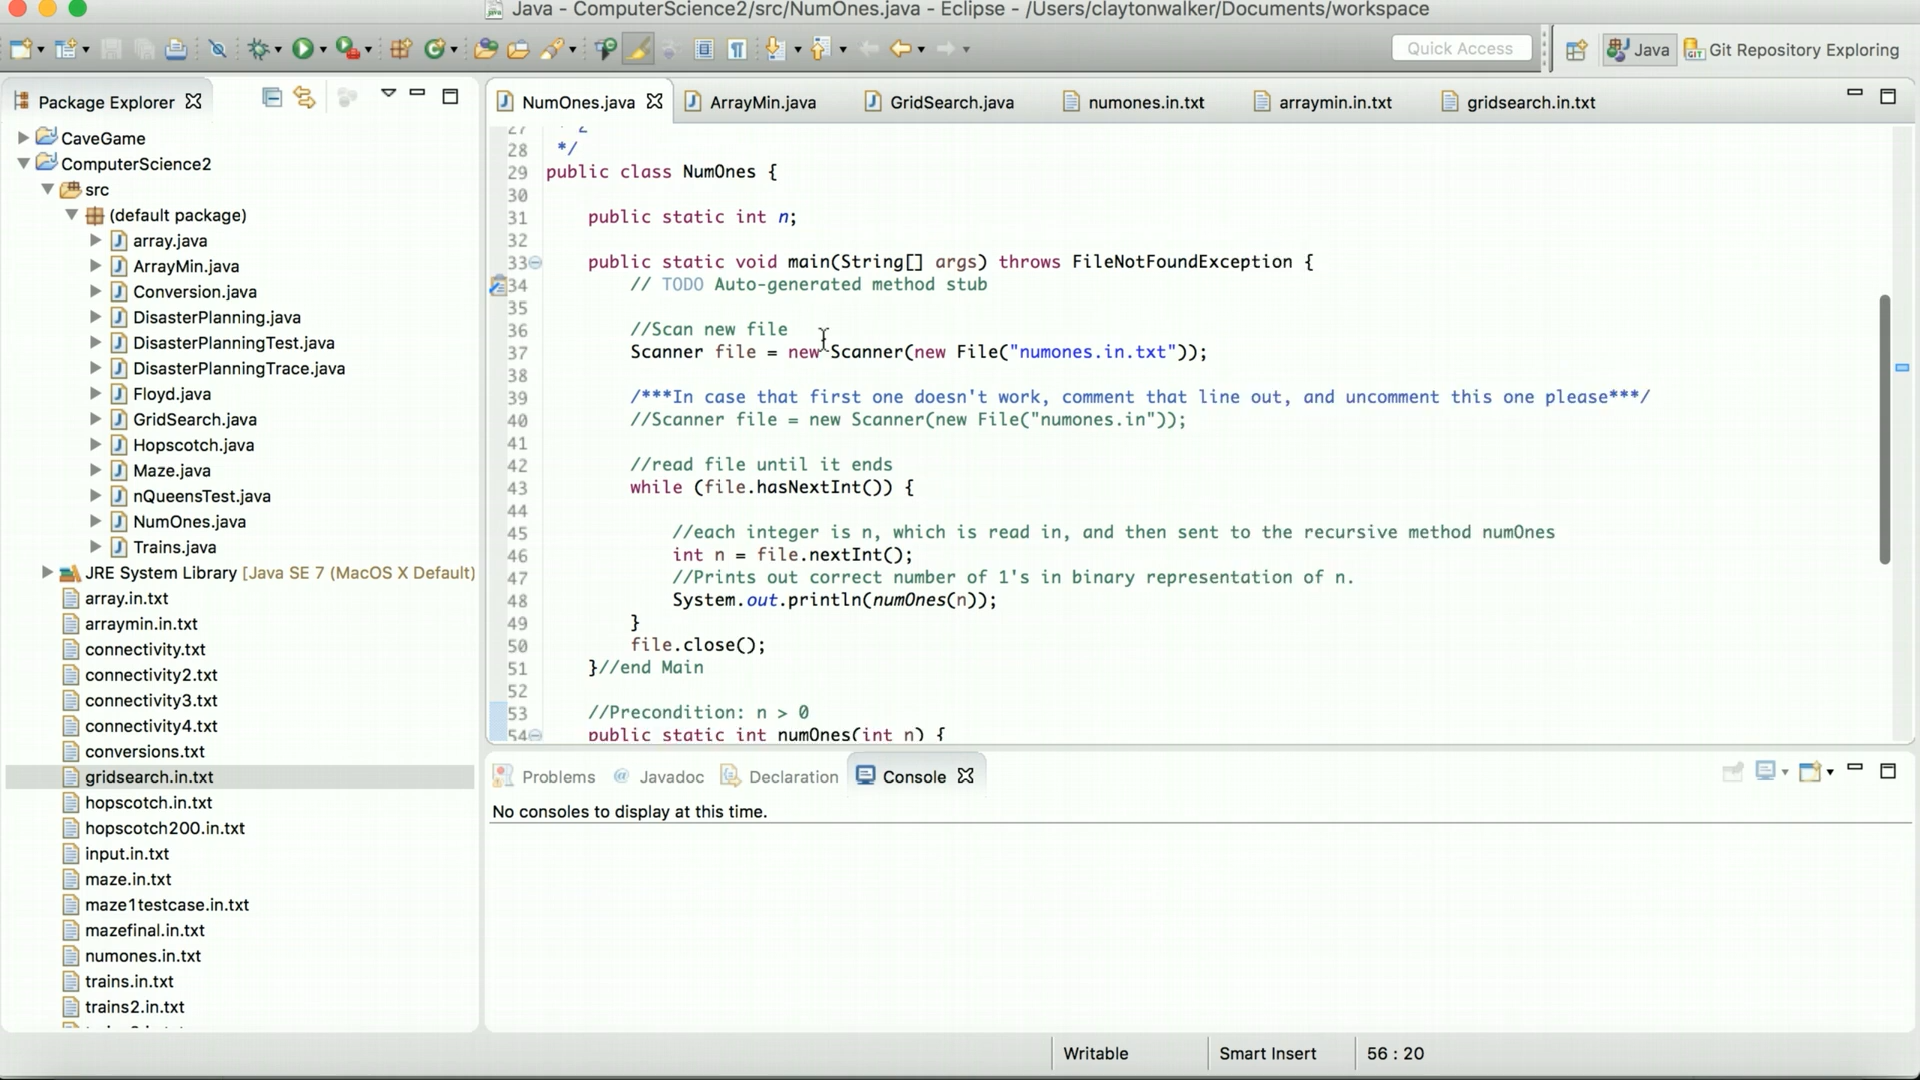 Java - ComputerScience2/src/NumOnes.java - Eclipse - /Users/claytonwalker/Documents/workspace
Quick Access
Java
Git Repository Exploring
Package Explorer
NumOnes.java
ArrayMin.java
GridSearch.java
numones.in.txt
arraymin.in.txt
gridsearch.in.txt
CaveGame
ComputerScience2
src
(default package)
array.java
ArrayMin.java
Conversion.java
DisasterPlanning.java
DisasterPlanningTest.java
DisasterPlanningTrace.java
Floyd.java
GridSearch.java
Hopscotch.java
Maze.java
nQueensTest.java
NumOnes.java
Trains.java
JRE System Library [Java SE 7 (MacOS X Default)
array.in.txt
arraymin.in.txt
connectivity.txt
connectivity2.txt
connectivity3.txt
connectivity4.txt
conversions.txt
gridsearch.in.txt
hopscotch.in.txt
hopscotch200.in.txt
input.in.txt
maze.in.txt
maze1testcase.in.txt
mazefinal.in.txt
numones.in.txt
trains.in.txt
trains2.in.txt
27 * 2
28 */
29 public class NumOnes {
30
31 public static int n;
32
33 public static void main(String[] args) throws FileNotFoundException {
34 // TODO Auto-generated method stub
35
36 //Scan new file
37 Scanner file = new Scanner(new File("numones.in.txt"));
38
39 /***In case that first one doesn't work, comment that line out, and uncomment this one please***/
40 //Scanner file = new Scanner(new File("numones.in"));
41
42 //read file until it ends
43 while (file.hasNextInt()) {
44
45 //each integer is n, which is read in, and then sent to the recursive method numOnes
46 int n = file.nextInt();
47 //Prints out correct number of 1's in binary representation of n.
48 System.out.println(numOnes(n));
49 }
50 file.close();
51 }//end Main
52
53 //Precondition: n > 0
54 public static int numOnes(int n) {
Problems
Javadoc
Declaration
Console
No consoles to display at this time.
Writable
Smart Insert
56 : 20